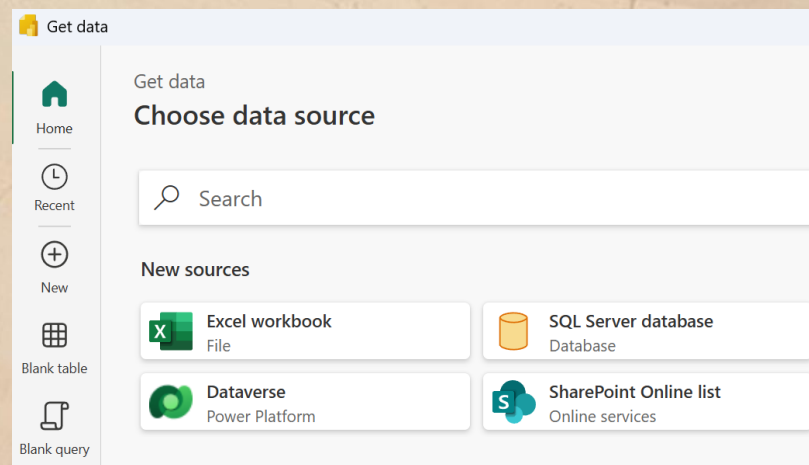 Get data
Home
Recent
New
Blank table
Blank query
Get data
Choose data source
Search
New sources
X Excel workbook
File
SQL Server database
Database
Dataverse
Power Platform
S SharePoint Online list
Online services